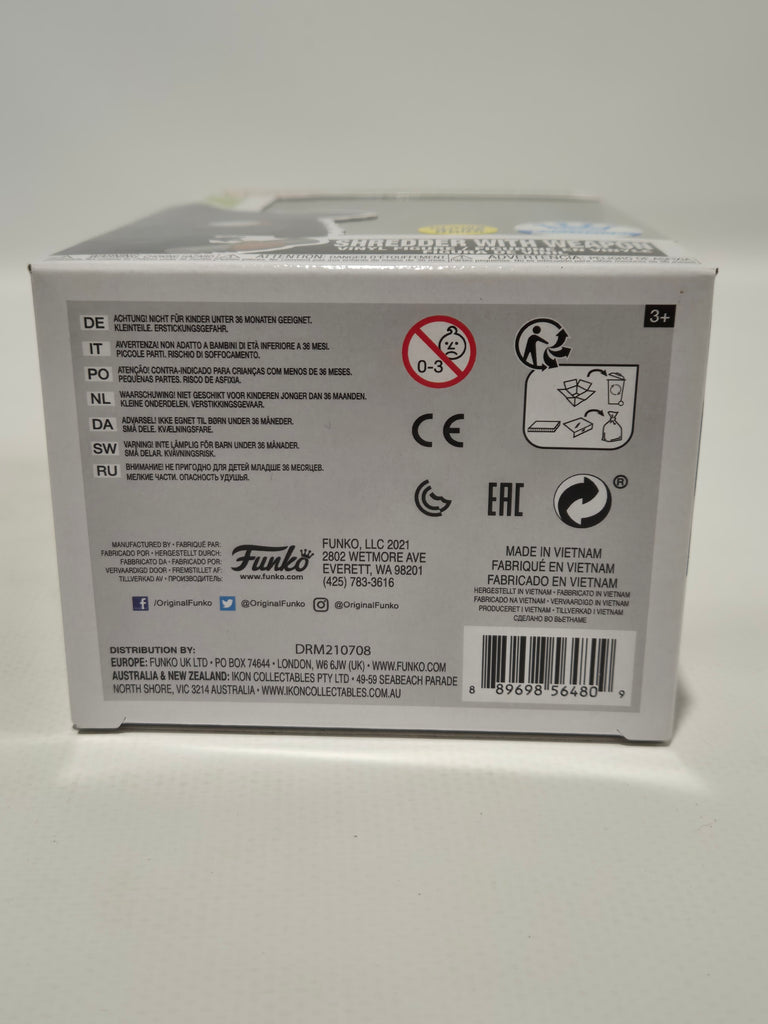 SHREDDER WITH WEAPON
DE ACHTUNG! NICHT FÜR KINDER UNTER 36 MONATEN GEEIGNET.
KLEINTEILE. ERSTICKUNGSGEFAHR.
IT AVVERTENZA! NON ADATTO A BAMBINI DI ETÀ INFERIORE A 36 MESI.
PICCOLE PARTI. RISCHIO DI SOFFOCAMENTO.
PO ATENÇÃO! CONTRA-INDICADO PARA CRIANÇAS COM MENOS DE 36 MESES.
PEQUENAS PARTES. RISCO DE ASFIXIA.
NL WAARSCHUWING! NIET GESCHIKT VOOR KINDEREN JONGER DAN 36 MAANDEN.
KLEINE ONDERDELEN. VERSTIKKINGSGEVAAR.
DA ADVARSEL! IKKE EGNET TIL BØRN UNDER 36 MÅNEDER.
SMÅ DELE. KVÆLNINGSFARE.
SW VARNING! INTE LÄMPLIG FÖR BARN UNDER 36 MÅNADER.
SMÅ DELAR. KVÄVNINGSRISK.
RU ВНИМАНИЕ! НЕ ПРИГОДНО ДЛЯ ДЕТЕЙ МЛАДШЕ 36 МЕСЯЦЕВ.
МЕЛКИЕ ЧАСТИ. ОПАСНОСТЬ УДУШЬЯ.
0-3
3+
CE
EAC
®
MANUFACTURED BY • FABRIQUÉ PAR:
FABRICADO POR • HERGESTELLT DURCH:
FABBRICATO DA • FABRICADO POR:
VERVAARDIGD DOOR • FREMSTILLET AF:
TILLVERKAD AV • ПРОИЗВОДИТЕЛЬ:
Funko
www.funko.com
FUNKO, LLC 2021
2802 WETMORE AVE
EVERETT, WA 98201
(425) 783-3616
/OriginalFunko @OriginalFunko @OriginalFunko
MADE IN VIETNAM
FABRIQUÉ EN VIETNAM
FABRICADO EN VIETNAM
HERGESTELLT IN VIETNAM • FABBRICATO IN VIETNAM
FABRICADO NA VIETNAM • VERVAARDIGD IN VIETNAM
PRODUCERET I VIETNAM • TILLVERKAD I VIETNAM
СДЕЛАНО ВО ВЬЕТНАМЕ
DRM210708
DISTRIBUTION BY:
EUROPE: FUNKO UK LTD • PO BOX 74644 • LONDON, W6 6JW (UK) • WWW.FUNKO.COM
AUSTRALIA & NEW ZEALAND: IKON COLLECTABLES PTY LTD • 49-59 SEABEACH PARADE
NORTH SHORE, VIC 3214 AUSTRALIA • WWW.IKONCOLLECTABLES.COM.AU
8 89698 56480 9